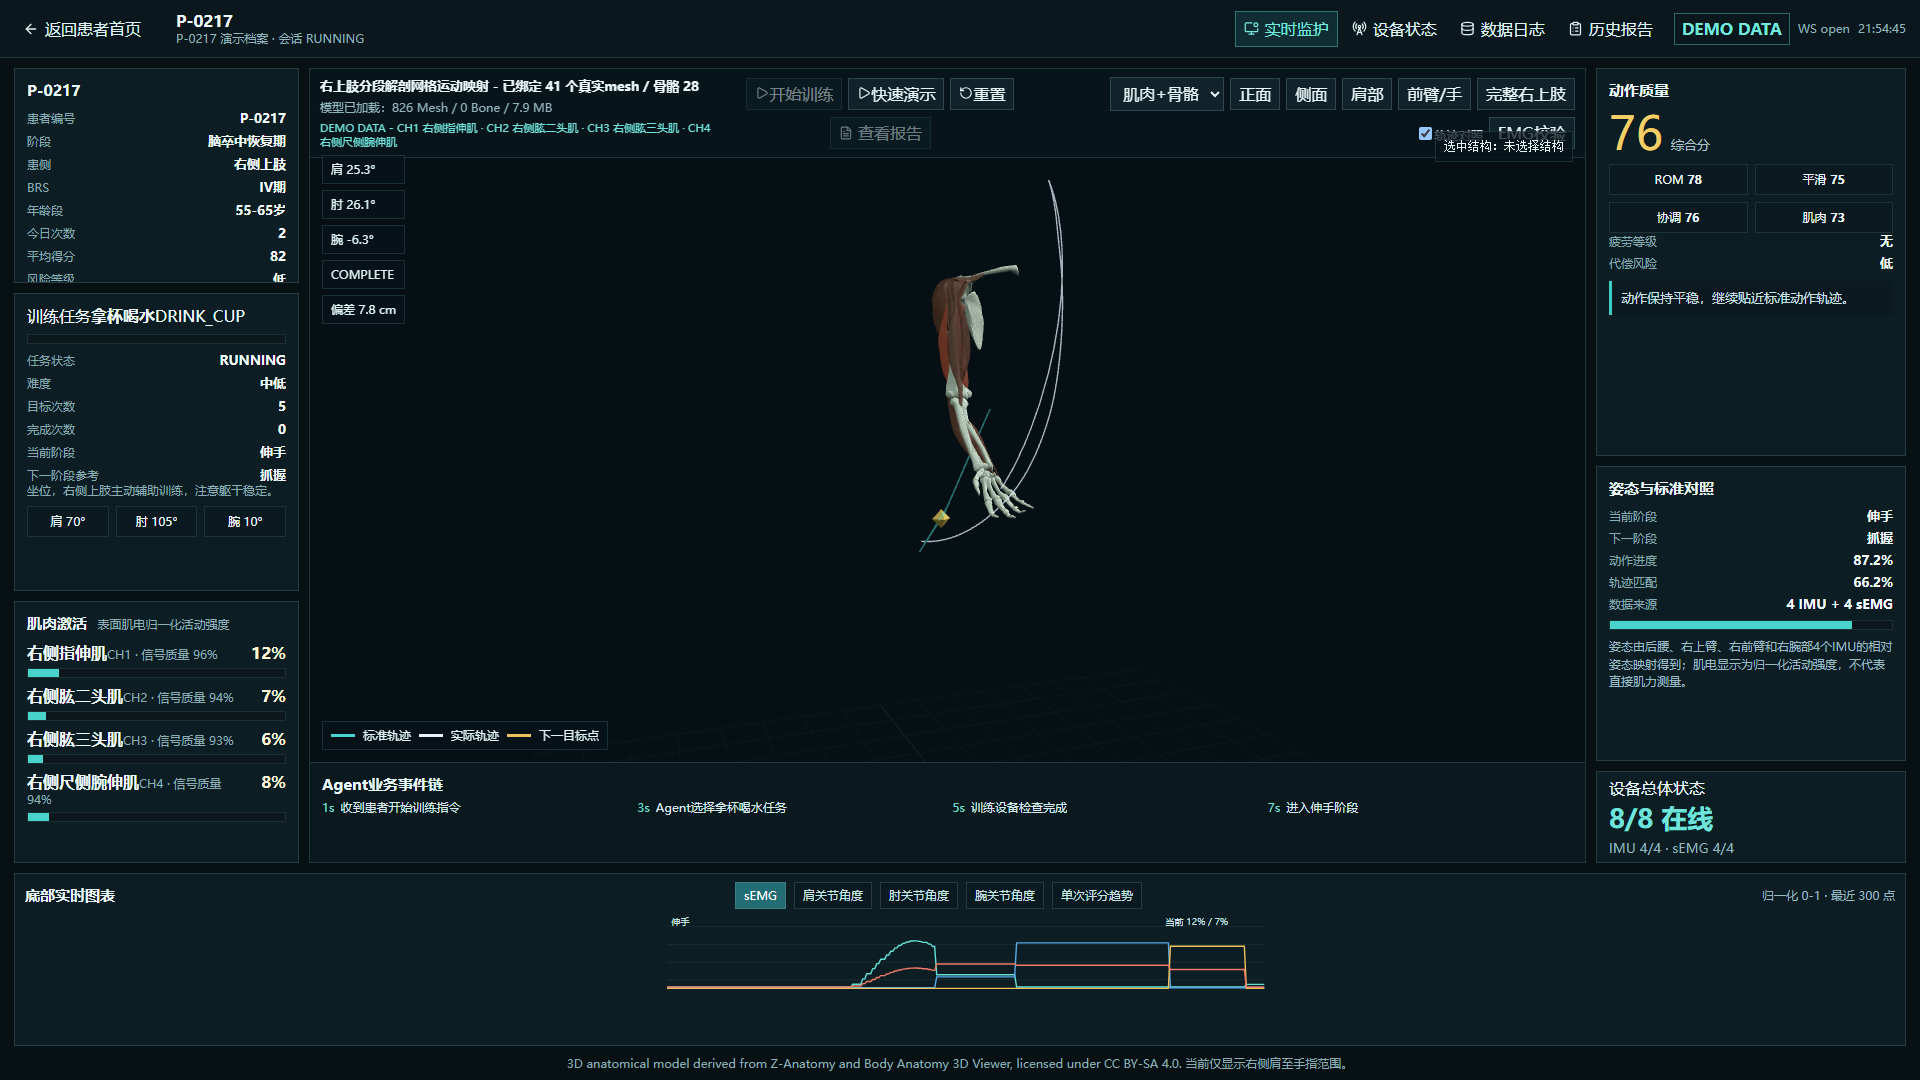 返回患者首页
P-0217
P-0217 演示档案 · 会话 RUNNING
实时监护
设备状态
数据日志
历史报告
DEMO DATA
WS open 21:54:45
P-0217
患者编号 P-0217
阶段 脑卒中恢复期
患侧 右侧上肢
BRS IV期
年龄段 55-65岁
今日次数 2
平均得分 82
风险等级 低
训练任务拿杯喝水DRINK_CUP
任务状态 RUNNING
难度 中低
目标次数 5
完成次数 0
当前阶段 伸手
下一阶段参考 抓握
坐位，右侧上肢主动辅助训练，注意躯干稳定。
肩 70° 肘 105° 腕 10°
肌肉激活 表面肌电归一化活动强度
右侧指伸肌CH1 · 信号质量 96% 12%
右侧肱二头肌CH2 · 信号质量 94% 7%
右侧肱三头肌CH3 · 信号质量 93% 6%
右侧尺侧腕伸肌CH4 · 信号质量 8%
94%
右上肢分段解剖网格运动映射 - 已绑定 41 个真实mesh / 骨骼 28
模型已加载：826 Mesh / 0 Bone / 7.9 MB
DEMO DATA - CH1 右侧指伸肌 · CH2 右侧肱二头肌 · CH3 右侧肱三头肌 · CH4
右侧尺侧腕伸肌
开始训练 快速演示 重置
查看报告
肌肉+骨骼 正面 侧面 肩部 前臂/手 完整右上肢
轨迹对照 EMG校验
选中结构：未选择结构
肩 25.3°
肘 26.1°
腕 -6.3°
COMPLETE
偏差 7.8 cm
标准轨迹 实际轨迹 下一目标点
Agent业务事件链
1s 收到患者开始训练指令
3s Agent选择拿杯喝水任务
5s 训练设备检查完成
7s 进入伸手阶段
动作质量
76 综合分
ROM 78 平滑 75
协调 76 肌肉 73
疲劳等级 无
代偿风险 低
动作保持平稳，继续贴近标准动作轨迹。
姿态与标准对照
当前阶段 伸手
下一阶段 抓握
动作进度 87.2%
轨迹匹配 66.2%
数据来源 4 IMU + 4 sEMG
姿态由后腰、右上臂、右前臂和右腕部4个IMU的相对
姿态映射得到；肌电显示为归一化活动强度，不代表
直接肌力测量。
设备总体状态
8/8 在线
IMU 4/4 · sEMG 4/4
底部实时图表
sEMG 肩关节角度 肘关节角度 腕关节角度 单次评分趋势
归一化 0-1 · 最近 300 点
伸手
当前 12% / 7%
3D anatomical model derived from Z-Anatomy and Body Anatomy 3D Viewer, licensed under CC BY-SA 4.0. 当前仅显示右侧肩至手指范围。